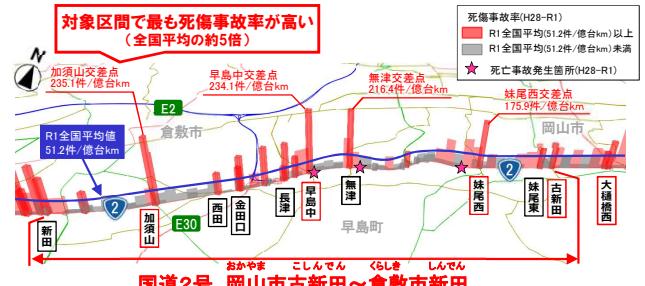 対象区間で最も死傷事故率が高い
（全国平均の約5倍）
死傷事故率(H28-R1)
R1全国平均(51.2件/億台km)以上
R1全国平均(51.2件/億台km)未満
死亡事故発生箇所(H28-R1)
N
加須山交差点
235.1件/億台km
早島中交差点
234.1件/億台km
無津交差点
216.4件/億台km
妹尾西交差点
175.9件/億台km
E2
倉敷市
岡山市
R1全国平均値
51.2件/億台km
2
2
新田
加須山
西田
金田口
長津
早島中
無津
妹尾西
妹尾東
古新田
大樋橋西
E30
早島町
おかやま こしんでん くらしき しんでん
国道2号 岡山市古新田～倉敷市新田